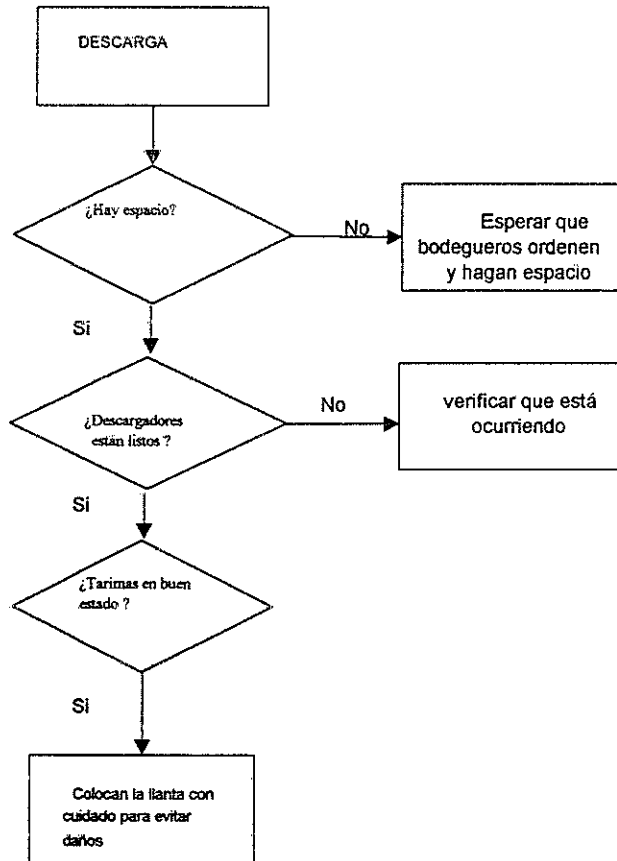 DESCARGA
¿Hay espacio?
No
Esperar que
bodegueros ordenen
y hagan espacio
Si
¿Descargadores
están listos ?
No
verificar que está
ocurriendo
Si
¿Tarimas en buen
estado ?
Si
Colocan la llanta con
cuidado para evitar
daños